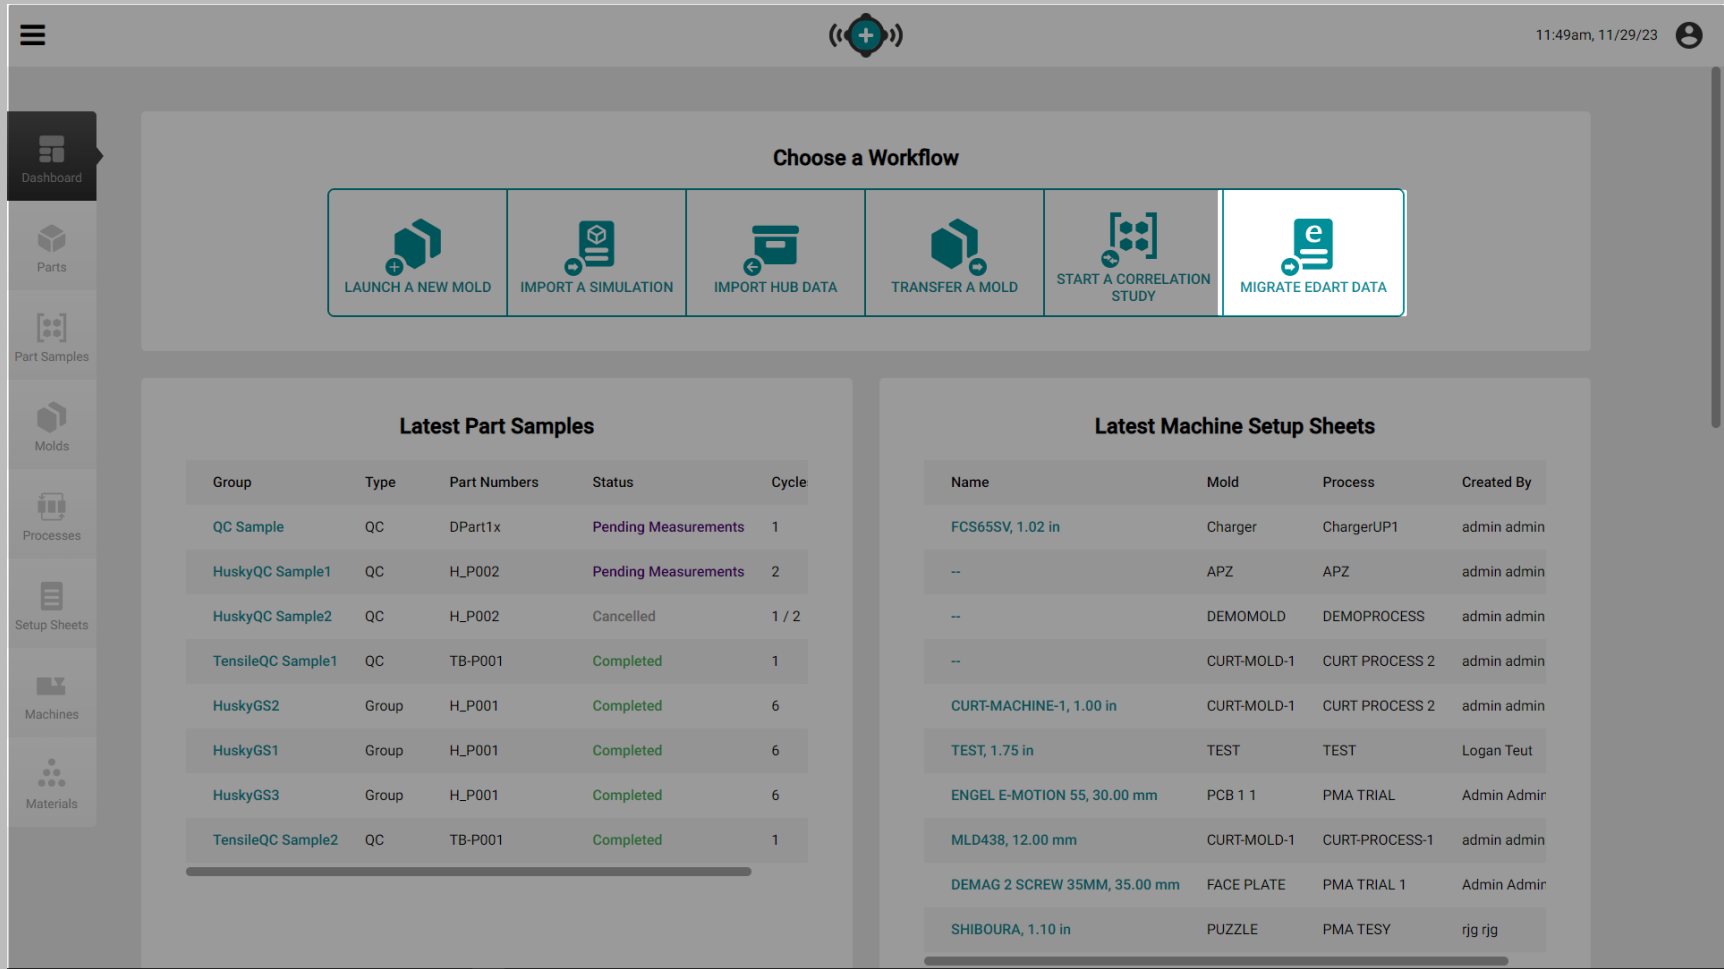 11:49am, 11/29/23
Dashboard
Parts
Part Samples
Molds
Processes
Setup Sheets
Machines
Materials
Choose a Workflow
LAUNCH A NEW MOLD
IMPORT A SIMULATION
IMPORT HUB DATA
TRANSFER A MOLD
START A CORRELATION
STUDY
e
MIGRATE EDART DATA
Latest Part Samples
Group Type Part Numbers Status Cycle
QC Sample QC DPart1x Pending Measurements 1
HuskyQC Sample1 QC H_P002 Pending Measurements 2
HuskyQC Sample2 QC H_P002 Cancelled 1 / 2
TensileQC Sample1 QC TB-P001 Completed 1
HuskyGS2 Group H_P001 Completed 6
HuskyGS1 Group H_P001 Completed 6
HuskyGS3 Group H_P001 Completed 6
TensileQC Sample2 QC TB-P001 Completed 1
Latest Machine Setup Sheets
Name Mold Process Created By
FCS65SV, 1.02 in Charger ChargerUP1 admin admin
-- APZ APZ admin admin
-- DEMOMOLD DEMOPROCESS admin admin
-- CURT-MOLD-1 CURT PROCESS 2 admin admin
CURT-MACHINE-1, 1.00 in CURT-MOLD-1 CURT PROCESS 2 admin admin
TEST, 1.75 in TEST TEST Logan Teut
ENGEL E-MOTION 55, 30.00 mm PCB 1 1 PMA TRIAL Admin Admin
MLD438, 12.00 mm CURT-MOLD-1 CURT-PROCESS-1 admin admin
DEMAG 2 SCREW 35MM, 35.00 mm FACE PLATE PMA TRIAL 1 Admin Admin
SHIBOURA, 1.10 in PUZZLE PMA TESY rjg rjg